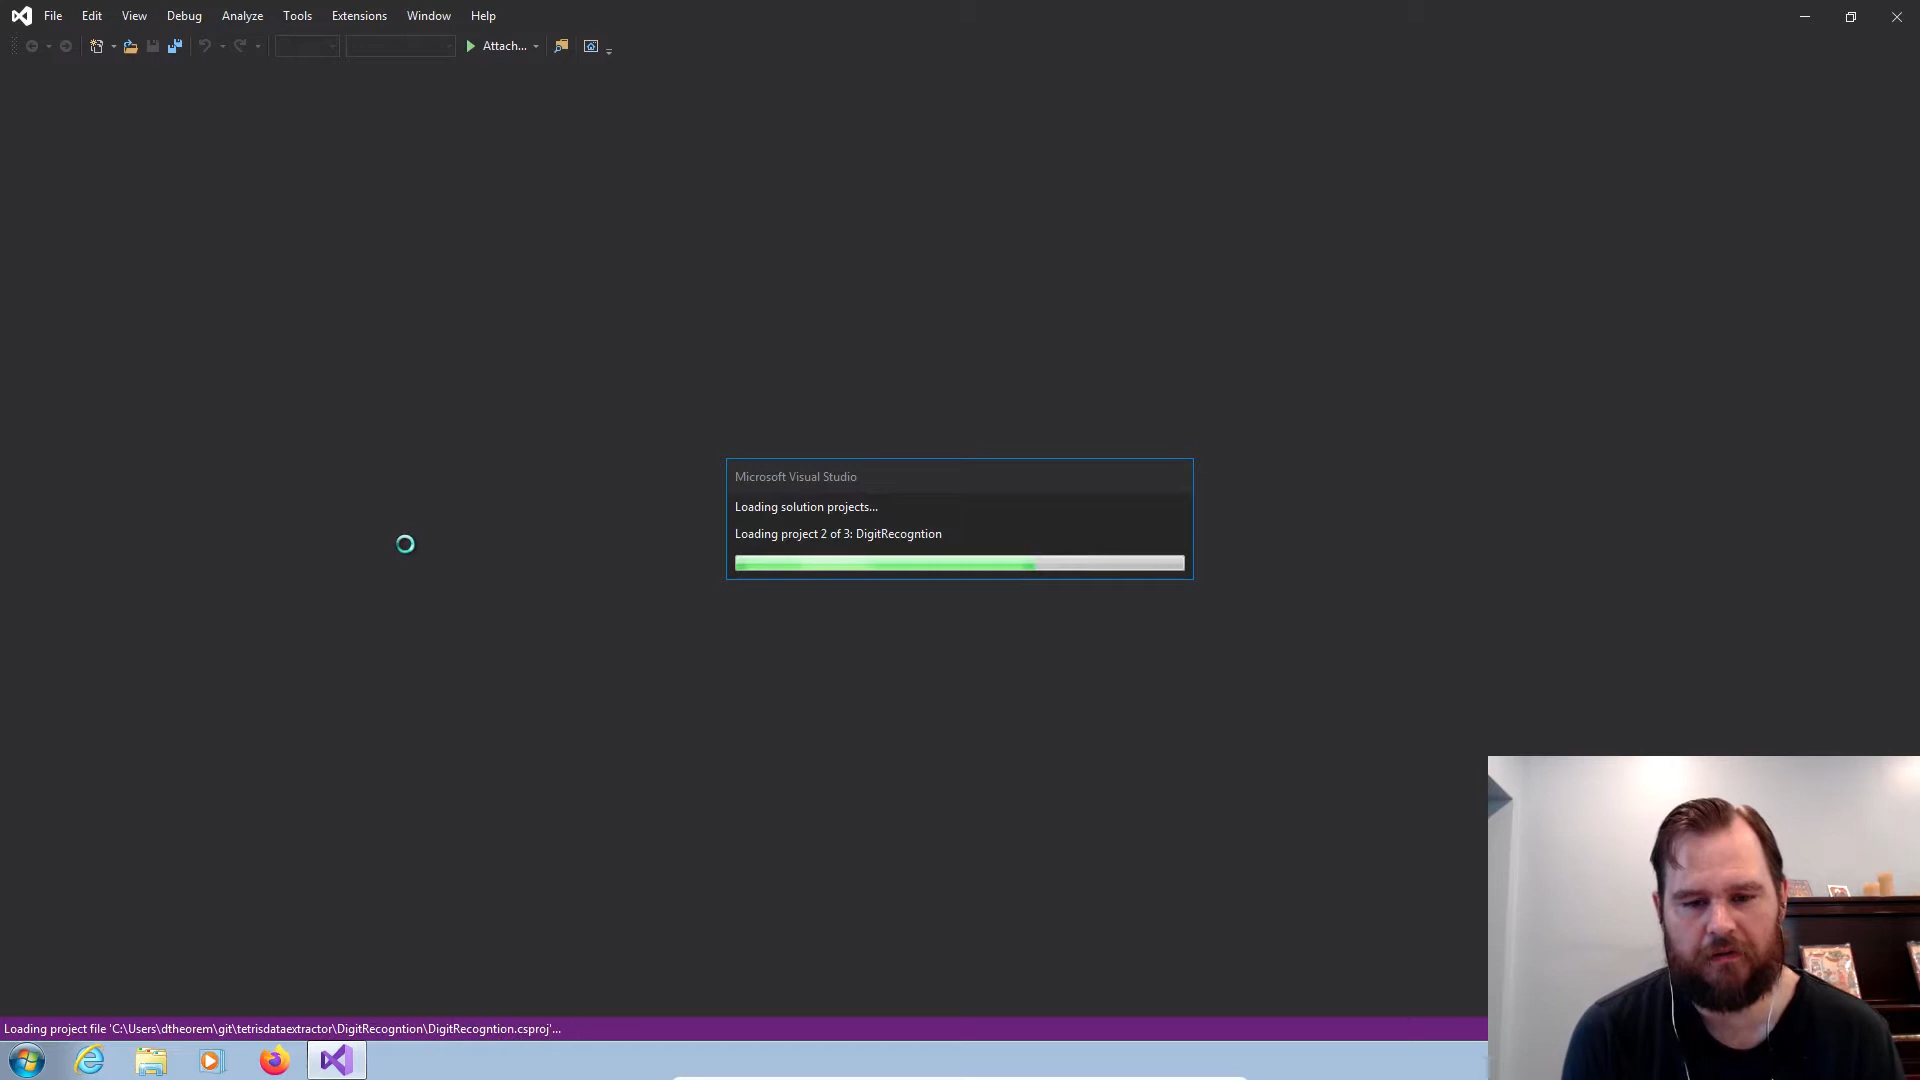 File Edit View Debug Analyze Tools Extensions Window Help
Attach...
Microsoft Visual Studio
Loading solution projects...
Loading project 2 of 3: DigitRecogntion
Loading project file 'C:\Users\dtheorem\git\tetrisdataextractor\DigitRecogntion\DigitRecogntion.csproj'...